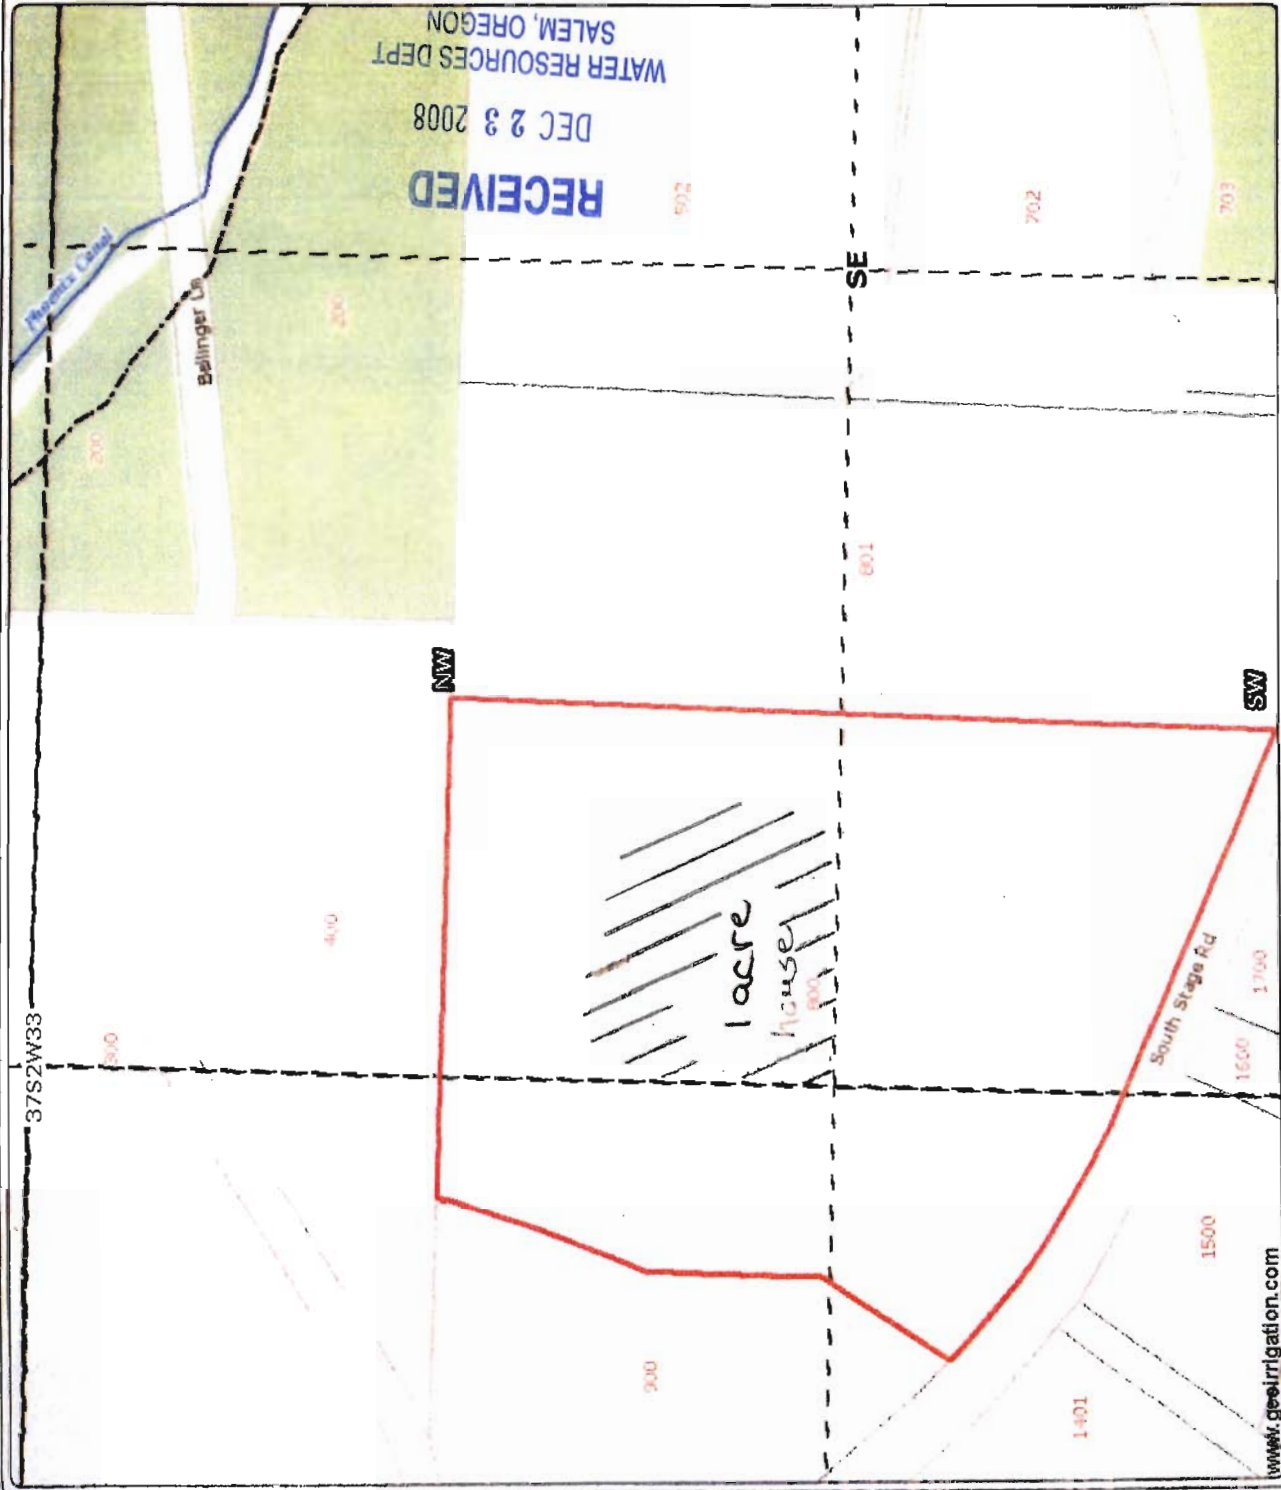 37S2W33
Phoenix Canal
Bellinger Ln
200
200
300
400
RECEIVED
DEC 23 2008
WATER RESOURCES DEPT
SALEM, OREGON
502
702
703
NW
SE
SW
801
1 acre
house
800
900
South Stage Rd
1401
1500
1600
1700
www.geoirrigation.com